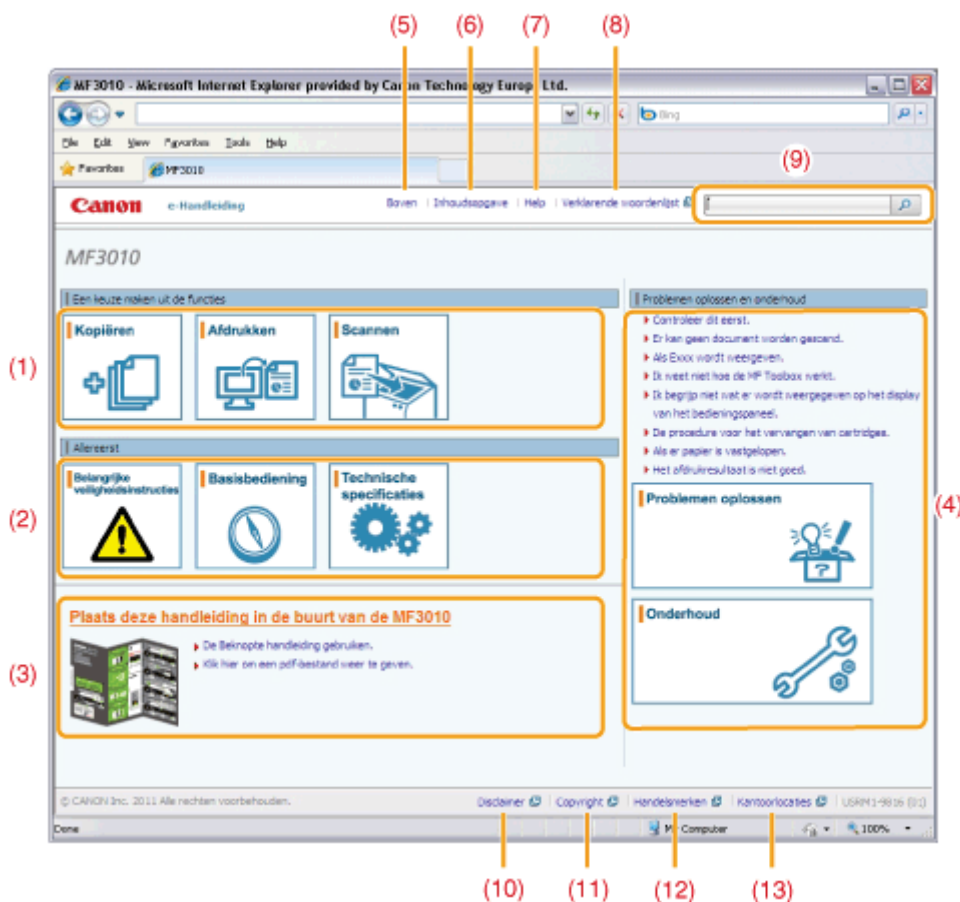 (5) (6) (7) (8)
MF3010 - Microsoft Internet Explorer provided by Canon Technology Europe Ltd.
Bing
File Edit View Favorites Tools Help
(9)
Favorites MF3010
Canon e-Handleiding Boven Inhoudsopgave Help Verklarende woordenlijst
MF3010
Een keuze maken uit de functies
Kopiëren Afdrukken Scannen
(1)
Allereerst
Belangrijke veiligheidsinstructies Basisbediening Technische specificaties
(2)
Plaats deze handleiding in de buurt van de MF3010
De Beknopte handleiding gebruiken.
Klik hier om een pdf-bestand weer te geven.
(3)
Problemen oplossen en onderhoud
Controleer dit eerst.
Er kan geen document worden gescand.
Als Exxx wordt weergeven.
Ik weet niet hoe de MF Toolbox werkt.
Ik begrijp niet wat er wordt weergegeven op het display
van het bedieningspaneel.
De procedure voor het vervangen van cartridges.
Als er papier is vastgelopen.
Het afdrukresultaat is niet goed.
Problemen oplossen
(4)
?
Onderhoud
© CANON Inc. 2011 Alle rechten voorbehouden. Disclaimer Copyright Handelsmerken Kantoorlocaties
Done My Computer 100%
(10) (11) (12) (13)